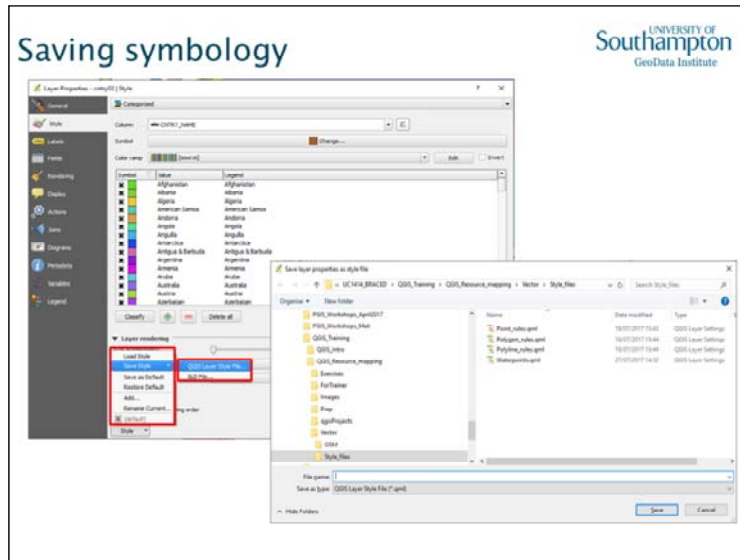 Saving symbology
UNIVERSITY OF
Southampton
GeoData Institute
Layer Properties - cntry02 | Style
General
Style
Labels
Fields
Rendering
Display
Actions
Joins
Diagrams
Metadata
Variables
Legend
Categorized
Column abc CNTRY_NAME
Symbol Change...
Color ramp [source] Edit Invert
Symbol Value Legend
Afghanistan Afghanistan
Albania Albania
Algeria Algeria
American Samoa American Samoa
Andorra Andorra
Angola Angola
Anguilla Anguilla
Antarctica Antarctica
Antigua & Barbuda Antigua & Barbuda
Argentina Argentina
Armenia Armenia
Aruba Aruba
Australia Australia
Austria Austria
Azerbaijan Azerbaijan
Classify Delete all
Layer rendering
Load Style
Save Style
Save as Default
Restore Default
Add...
Rename Current...
(default)
Style
QGIS Layer Style File...
SLD File...
Save layer properties as style file
QGIS_Training QGIS_Resource_mapping Vector Style_files
Search Style_files
Organise New folder
PGIS_Workshops_April2017
PGIS_Workshops_Mali
QGIS_Training
QGIS_Intro
QGIS_Resource_mapping
Exercises
ForTrainer
Images
Prep
qgisProjects
Vector
OSM
Style_files
Name Date modified Type
Point_rules.qml QGIS Layer Settings
Polygon_rules.qml QGIS Layer Settings
Polyline_rules.qml QGIS Layer Settings
Waterpoints.qml QGIS Layer Settings
File name:
Save as type: QGIS Layer Style File (*.qml)
Hide Folders
Save Cancel